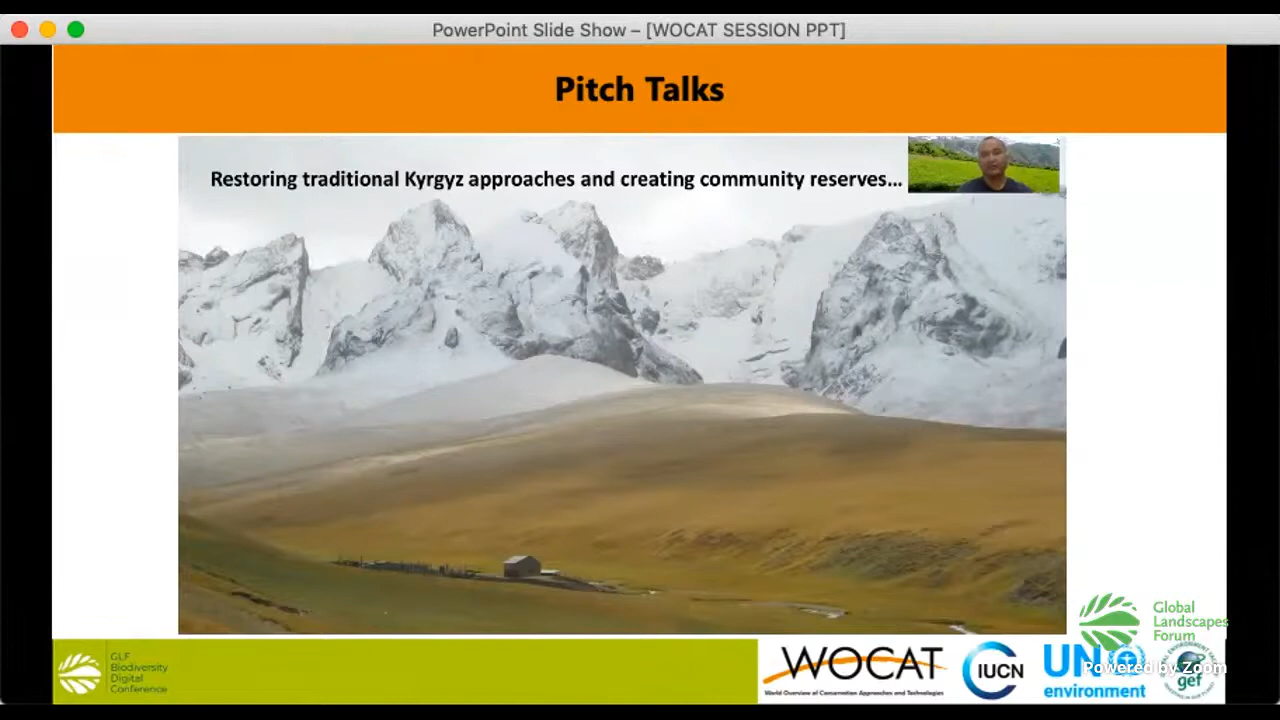 PowerPoint Slide Show – [WOCAT SESSION PPT]
Pitch Talks
Restoring traditional Kyrgyz approaches and creating community reserves...
Global
Landscapes
Forum
GLF
Biodiversity
Digital
Conference
WOCAT
World Overview of Conservation Approaches and Technologies
IUCN
UN
environment
gef
Powered by Zoom